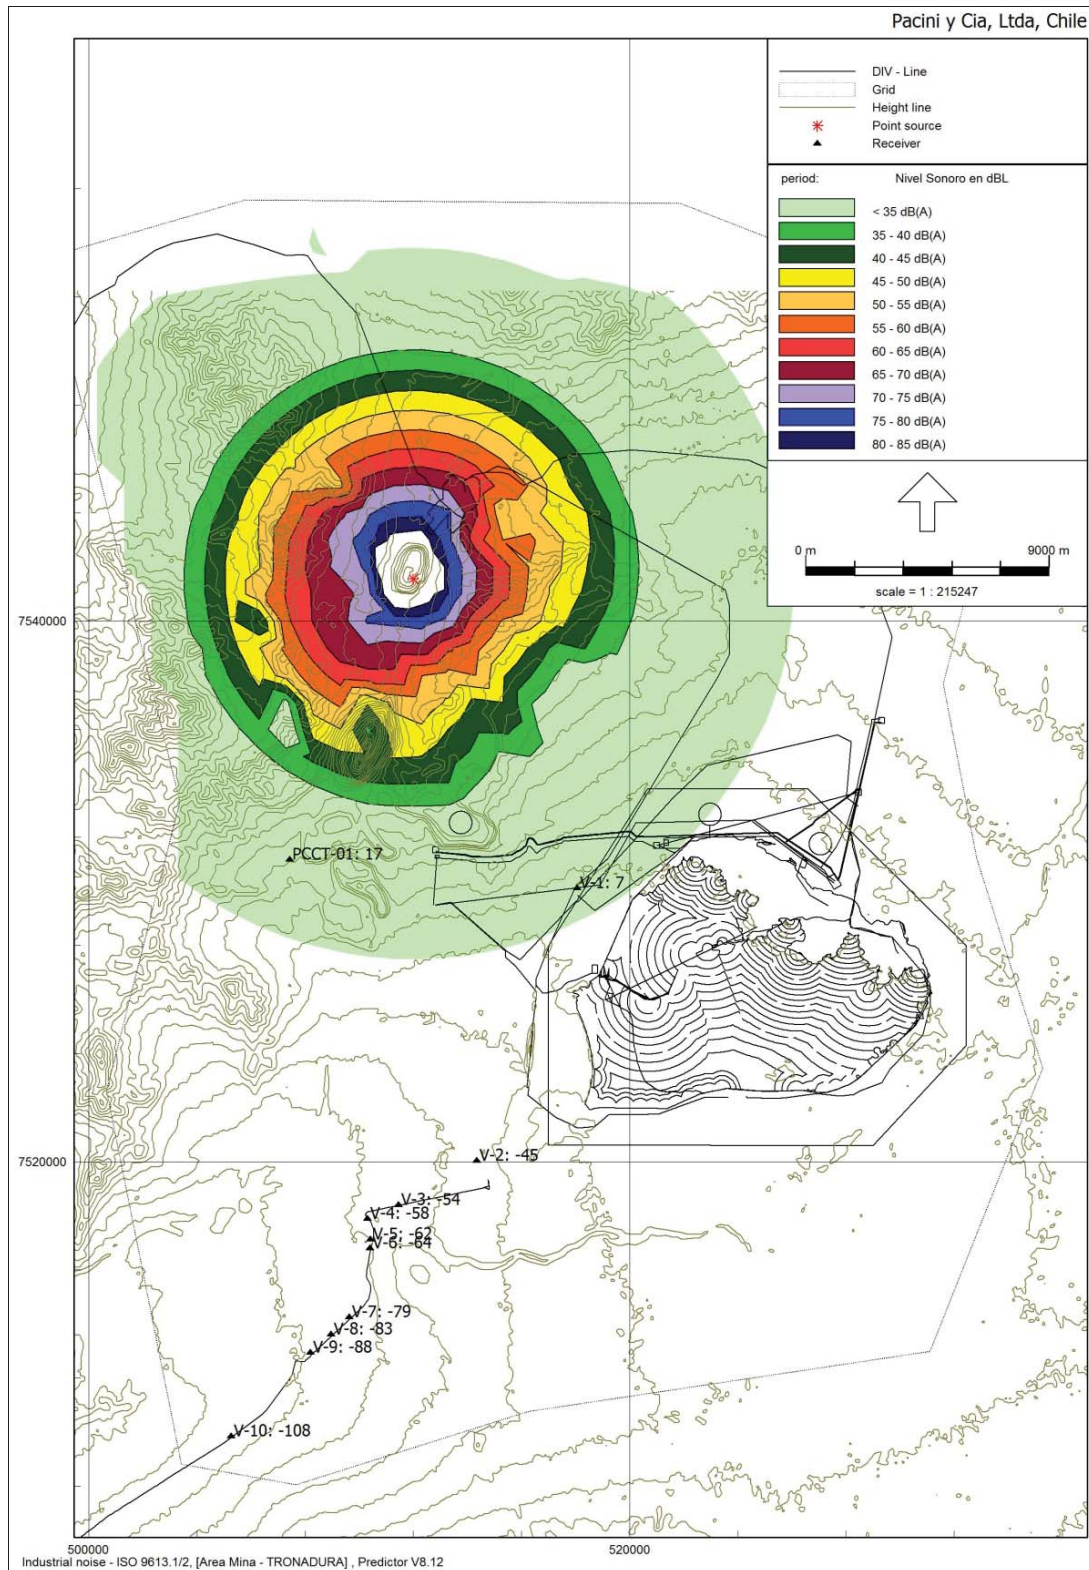 Pacini y Cia, Ltda, Chile
DIV - Line
Grid
Height line
Point source
Receiver
period: Nivel Sonoro en dBL
< 35 dB(A)
35 - 40 dB(A)
40 - 45 dB(A)
45 - 50 dB(A)
50 - 55 dB(A)
55 - 60 dB(A)
60 - 65 dB(A)
65 - 70 dB(A)
70 - 75 dB(A)
75 - 80 dB(A)
80 - 85 dB(A)
0 m 9000 m
scale = 1 : 215247
7540000
PCCT-01: 17
V-1: 7
7520000
V-2: -45
V-3: -54
V-4: -58
V-5: -62
V-6: -64
V-7: -79
V-8: -83
V-9: -88
V-10: -108
500000 520000
Industrial noise - ISO 9613.1/2, [Area Mina - TRONADURA] , Predictor V8.12